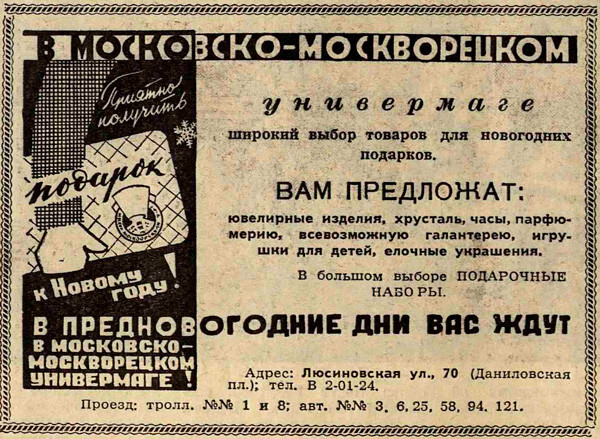 В МОСКОВСКО-МОСКВОРЕЦКОМ
Приятно
получить
подарок
к Новому
году!
универмаге
широкий выбор товаров для новогодних
подарков.
ВАМ ПРЕДЛОЖАТ:
ювелирные изделия, хрусталь, часы, парфю-
мерию, всевозможную галантерею, игру-
шки для детей, елочные украшения.
В большом выборе ПОДАРОЧНЫЕ
НАБОРЫ.
В ПРЕДНОВОГОДНИЕ ДНИ ВАС ЖДУТ
В МОСКОВСКО-
МОСКВОРЕЦКОМ
УНИВЕРМАГЕ!
Адрес: Люсиновская ул., 70 (Даниловская
пл.); тел. В 2-01-24.
Проезд: тролл. №№ 1 и 8; авт. №№ 3, 6, 25, 58, 94, 121.